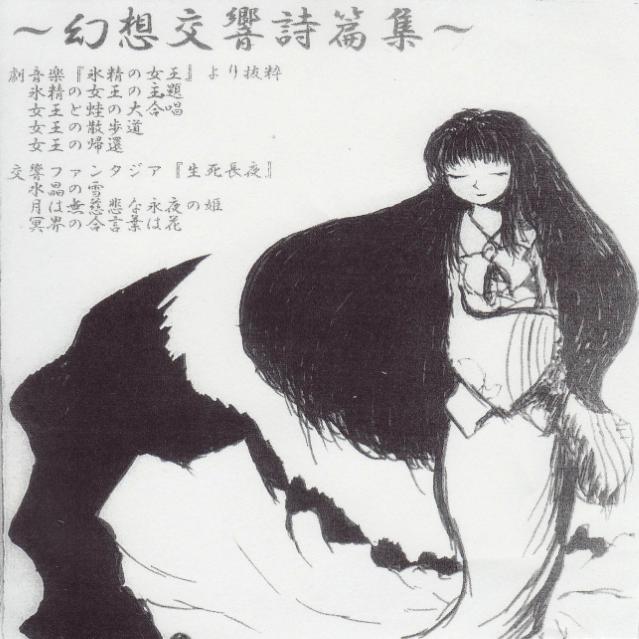 ～幻想交響詩篇集～
劇音楽『氷精の女王』より抜粋
氷精の女王の主題
女王のと蛙の大合唱
女王の散歩道
女王の帰還
交響ファンタジア『生死長夜』
水晶の雪
月は無慈悲な永夜の姫
冥界の合言葉は花